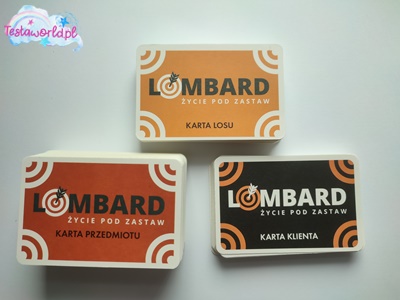 Testaworld.pl
LOMBARD
ŻYCIE POD ZASTAW
KARTA LOSU
LOMBARD
ŻYCIE POD ZASTAW
KARTA PRZEDMIOTU
LOMBARD
ŻYCIE POD ZASTAW
KARTA KLIENTA